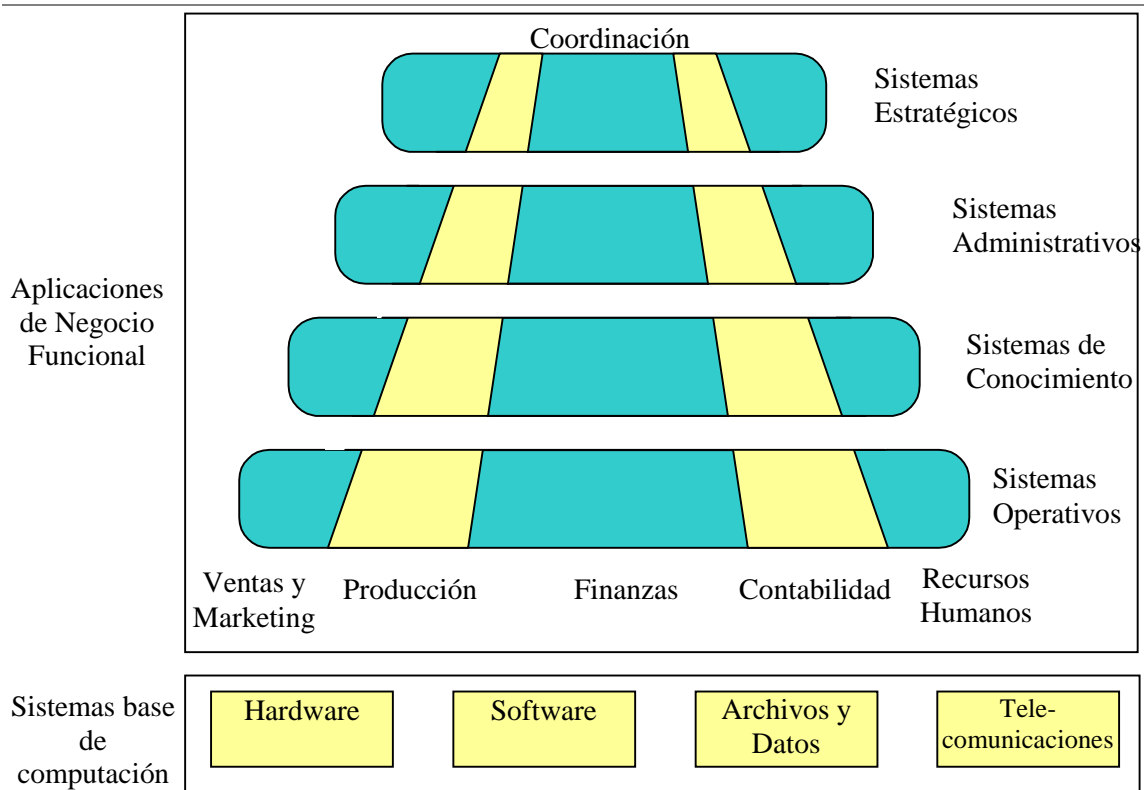 Coordinación
Sistemas
Estratégicos
Sistemas
Administrativos
Aplicaciones
de Negocio
Funcional
Sistemas de
Conocimiento
Sistemas
Operativos
Ventas y
Marketing
Producción
Finanzas
Contabilidad
Recursos
Humanos
Sistemas base
de
computación
Hardware
Software
Archivos y
Datos
Tele-
comunicaciones